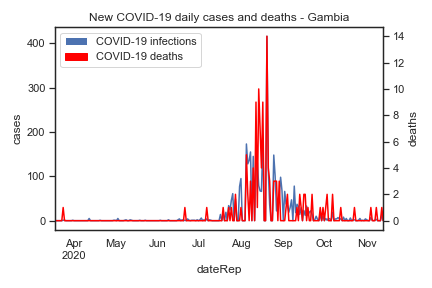 New COVID-19 daily cases and deaths - Gambia
COVID-19 infections
COVID-19 deaths
400
300
200
100
0
cases
14
12
10
8
6
4
2
0
deaths
Apr May Jun Jul Aug Sep Oct Nov
2020
dateRep